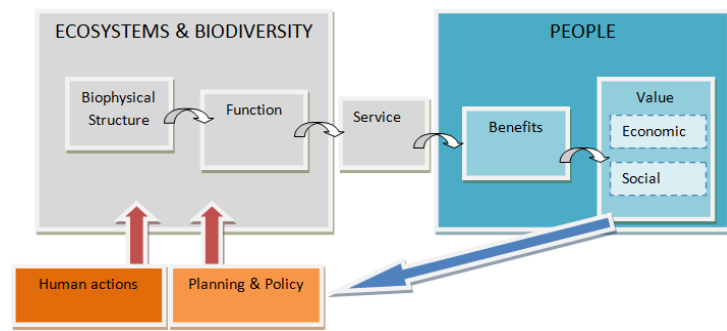 ECOSYSTEMS & BIODIVERSITY
PEOPLE
Biophysical
Structure
Function
Service
Benefits
Value
Economic
Social
Human actions
Planning & Policy